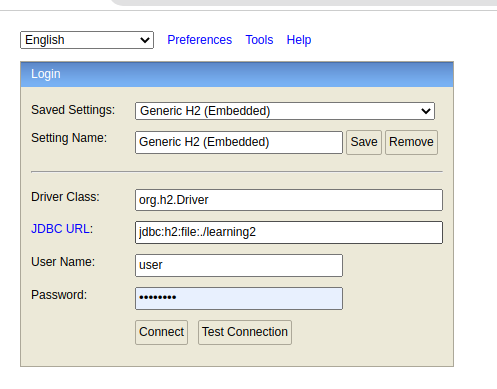 English Preferences Tools Help
Login
Saved Settings: Generic H2 (Embedded)
Setting Name: Generic H2 (Embedded) Save Remove
Driver Class: org.h2.Driver
JDBC URL: jdbc:h2:file:./learning2
User Name: user
Password: ••••••••
Connect Test Connection